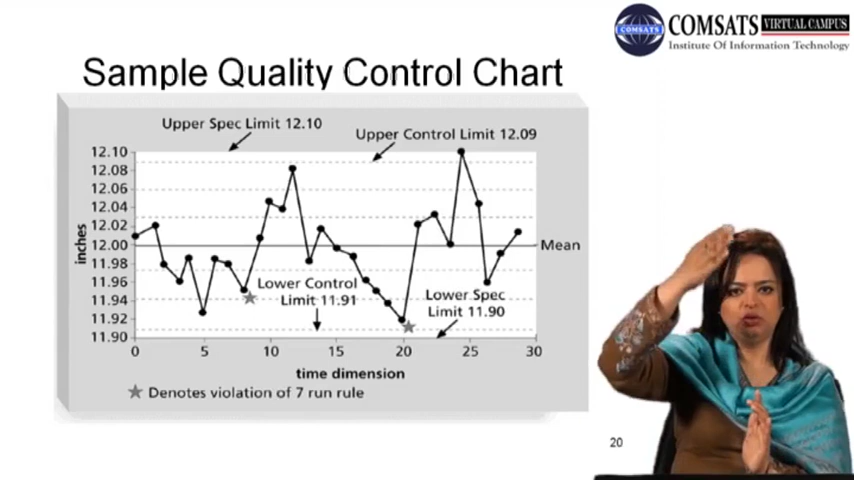 COMSATS VIRTUAL CAMPUS
COMSATS
Institute Of Information Technology
Sample Quality Control Chart
Upper Spec Limit 12.10
Upper Control Limit 12.09
12.10
12.08
12.06
12.04
12.02
12.00
11.98
11.96
11.94
11.92
11.90
inches
Mean
Lower Control
Limit 11.91
Lower Spec
Limit 11.90
0 5 10 15 20 25 30
time dimension
★ Denotes violation of 7 run rule
20